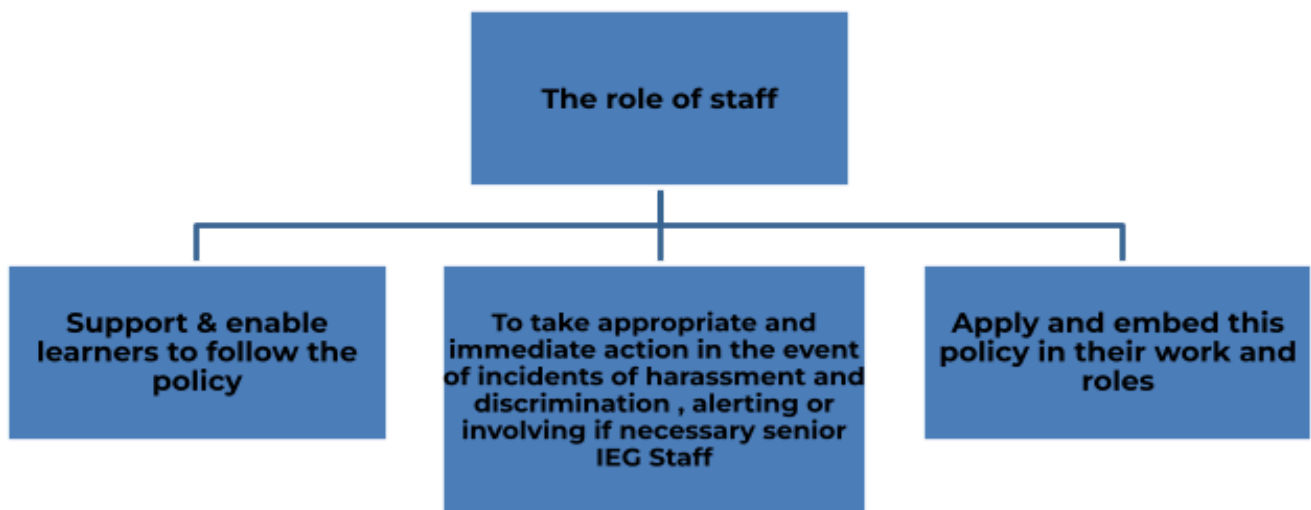 The role of staff
Support & enable
learners to follow the
policy
To take appropriate and
immediate action in the event
of incidents of harassment and
discrimination , alerting or
involving if necessary senior
IEG Staff
Apply and embed this
policy in their work and
roles